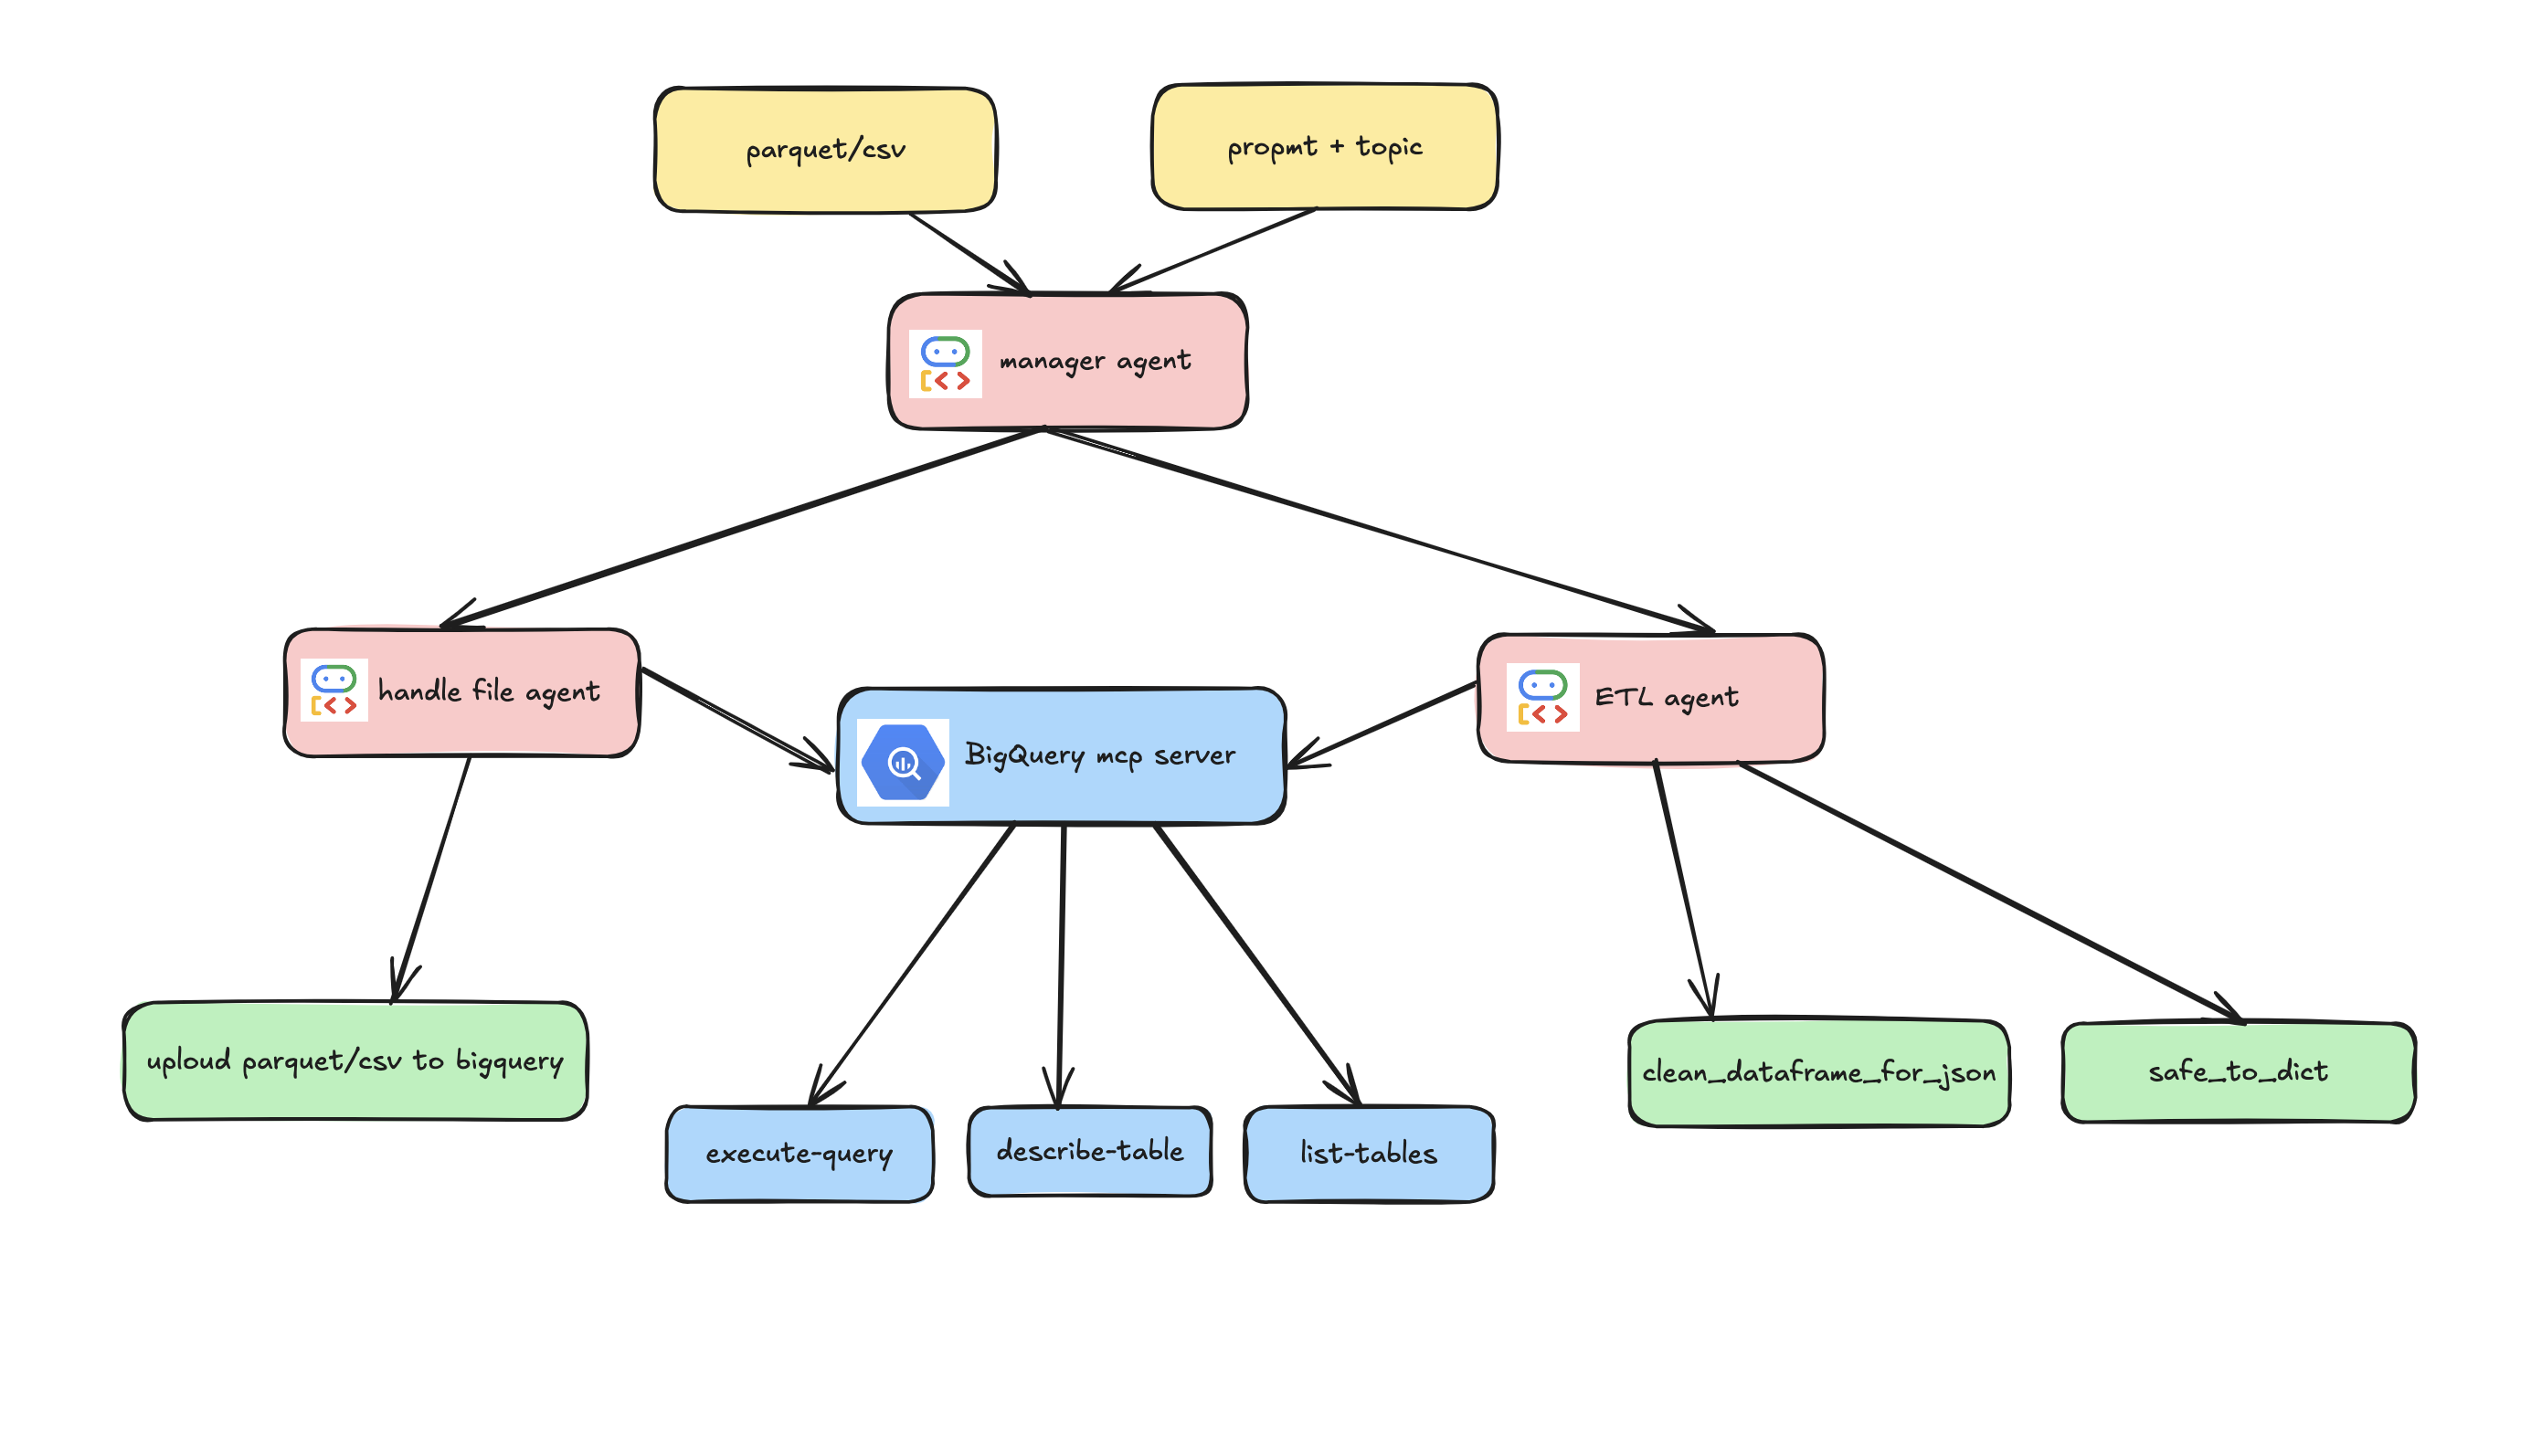 parquet/csv
propmt + topic
manager agent
handle file agent
BigQuery mcp server
ETL agent
uploud parquet/csv to bigquery
execute-query
describe-table
list-tables
clean_dataframe_for_json
safe_to_dict